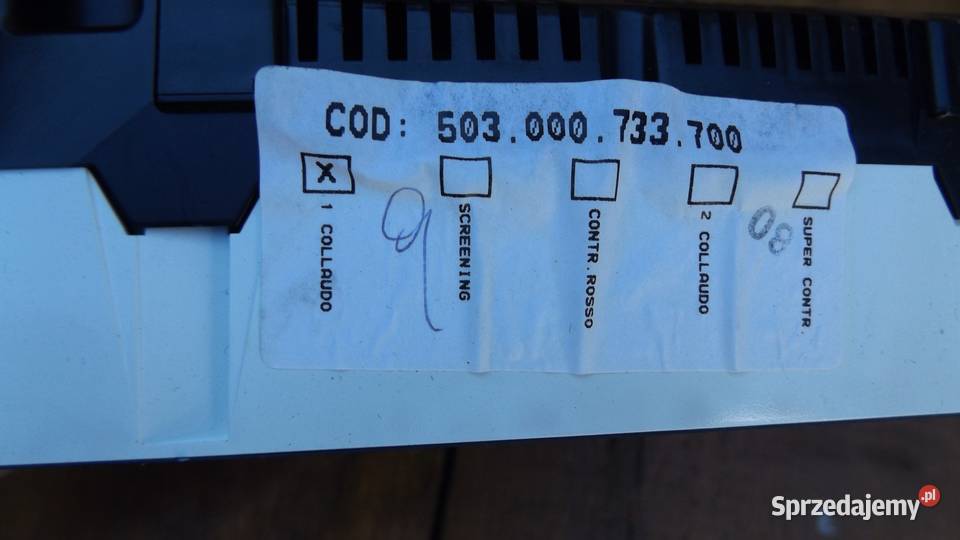 COD: 503.000.733.700
X
1 COLLAUDO
SCREENING
CONTR.ROSSO
2 COLLAUDO
SUPER CONTR.
08
Sprzedajemy.pl